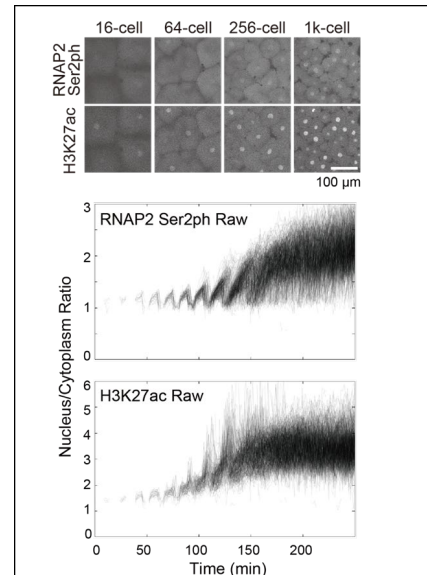 16-cell 64-cell 256-cell 1k-cell
RNAP2
Ser2ph
H3K27ac
100 µm
Nucleus/Cytoplasm Ratio
RNAP2 Ser2ph Raw
3
2
1
0
H3K27ac Raw
6
5
4
3
2
1
0
0 50 100 150 200
Time (min)